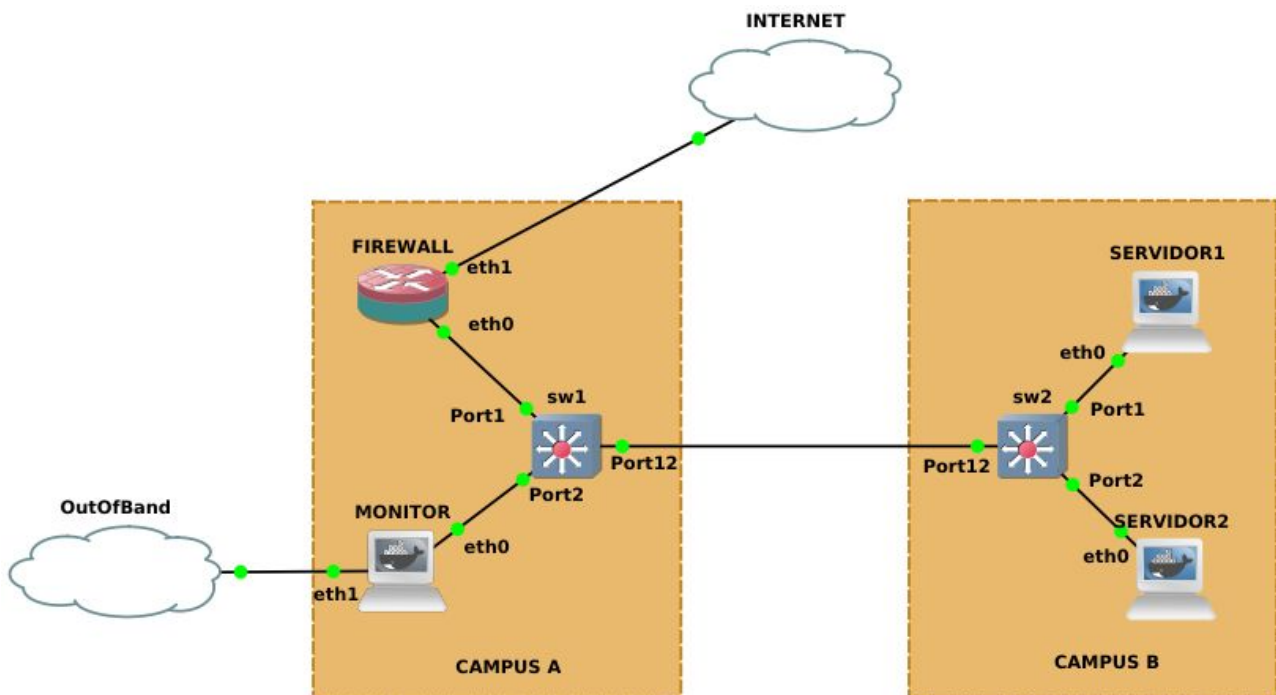 INTERNET
FIREWALL
eth1
eth0
SERVIDOR1
eth0
sw1
sw2
Port1
Port1
Port12
Port12
Port2
Port2
OutOfBand
MONITOR
SERVIDOR2
eth0
eth0
eth1
CAMPUS A
CAMPUS B